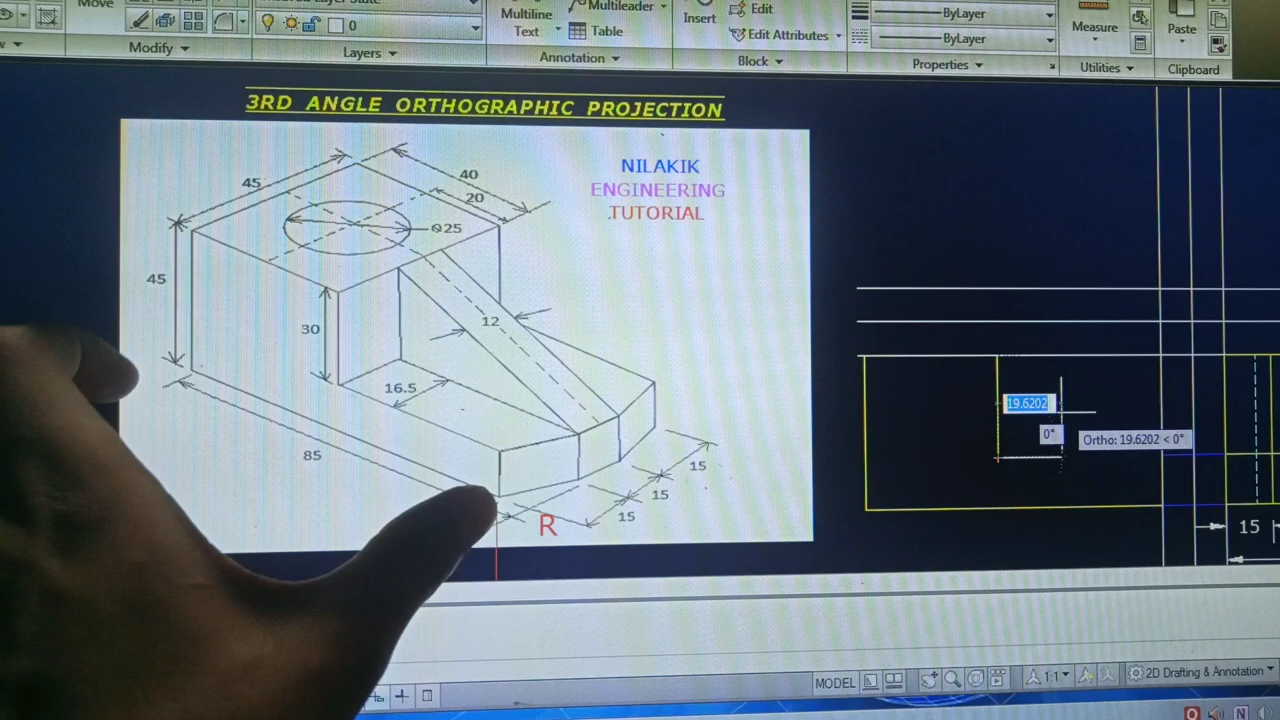 Move
Multiline
Text
Multileader
Table
Insert
Edit
Edit Attributes
ByLayer
ByLayer
Measure
Paste
0
Modify
Layers
Annotation
Block
Properties
Utilities
Clipboard
3RD ANGLE ORTHOGRAPHIC PROJECTION
NILAKIK
ENGINEERING
TUTORIAL
45
40
20
⌀25
45
30
12
16.5
85
15
15
15
R
19.6202
0°
Ortho: 19.6202 < 0°
15
MODEL
1:1
2D Drafting & Annotation